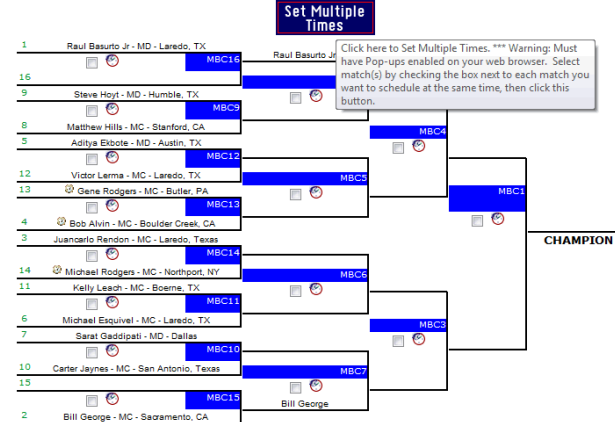 Set Multiple
Times
1 Raul Basurto Jr - MD - Laredo, TX
MBC16
16
Raul Basurto Jr
Click here to Set Multiple Times. *** Warning: Must
have Pop-ups enabled on your web browser. Select
match(s) by checking the box next to each match you
want to schedule at the same time, then click this
button.
9 Steve Hoyt - MD - Humble, TX
MBC9
8 Matthew Hills - MC - Stanford, CA
MBC4
5 Aditya Ekbote - MD - Austin, TX
MBC12
12 Victor Lerma - MC - Laredo, TX
MBC5
13 Gene Rodgers - MC - Butler, PA
MBC13
4 Bob Alvin - MC - Boulder Creek, CA
MBC1
CHAMPION
3 Juancarlo Rendon - MC - Laredo, Texas
MBC14
14 Michael Rodgers - MC - Northport, NY
MBC6
11 Kelly Leach - MC - Boerne, TX
MBC11
6 Michael Esquivel - MC - Laredo, TX
MBC3
7 Sarat Gaddipati - MD - Dallas
MBC10
10 Carter Jaynes - MC - San Antonio, Texas
MBC7
15
MBC15
Bill George
2 Bill George - MC - Sacramento, CA